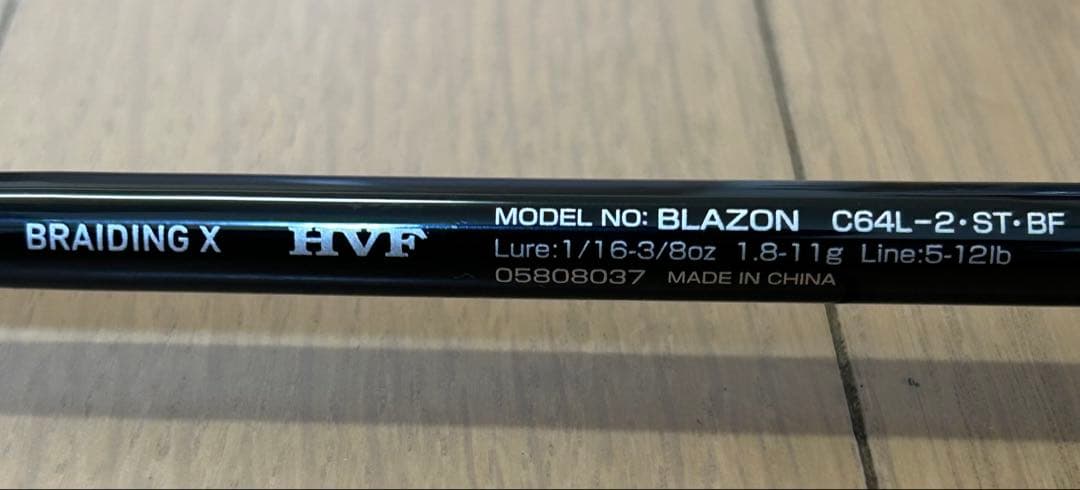 BRAIDING X HVF
MODEL NO: BLAZON C64L-2・ST・BF
Lure:1/16-3/8oz 1.8-11g Line:5-12lb
05808037 MADE IN CHINA